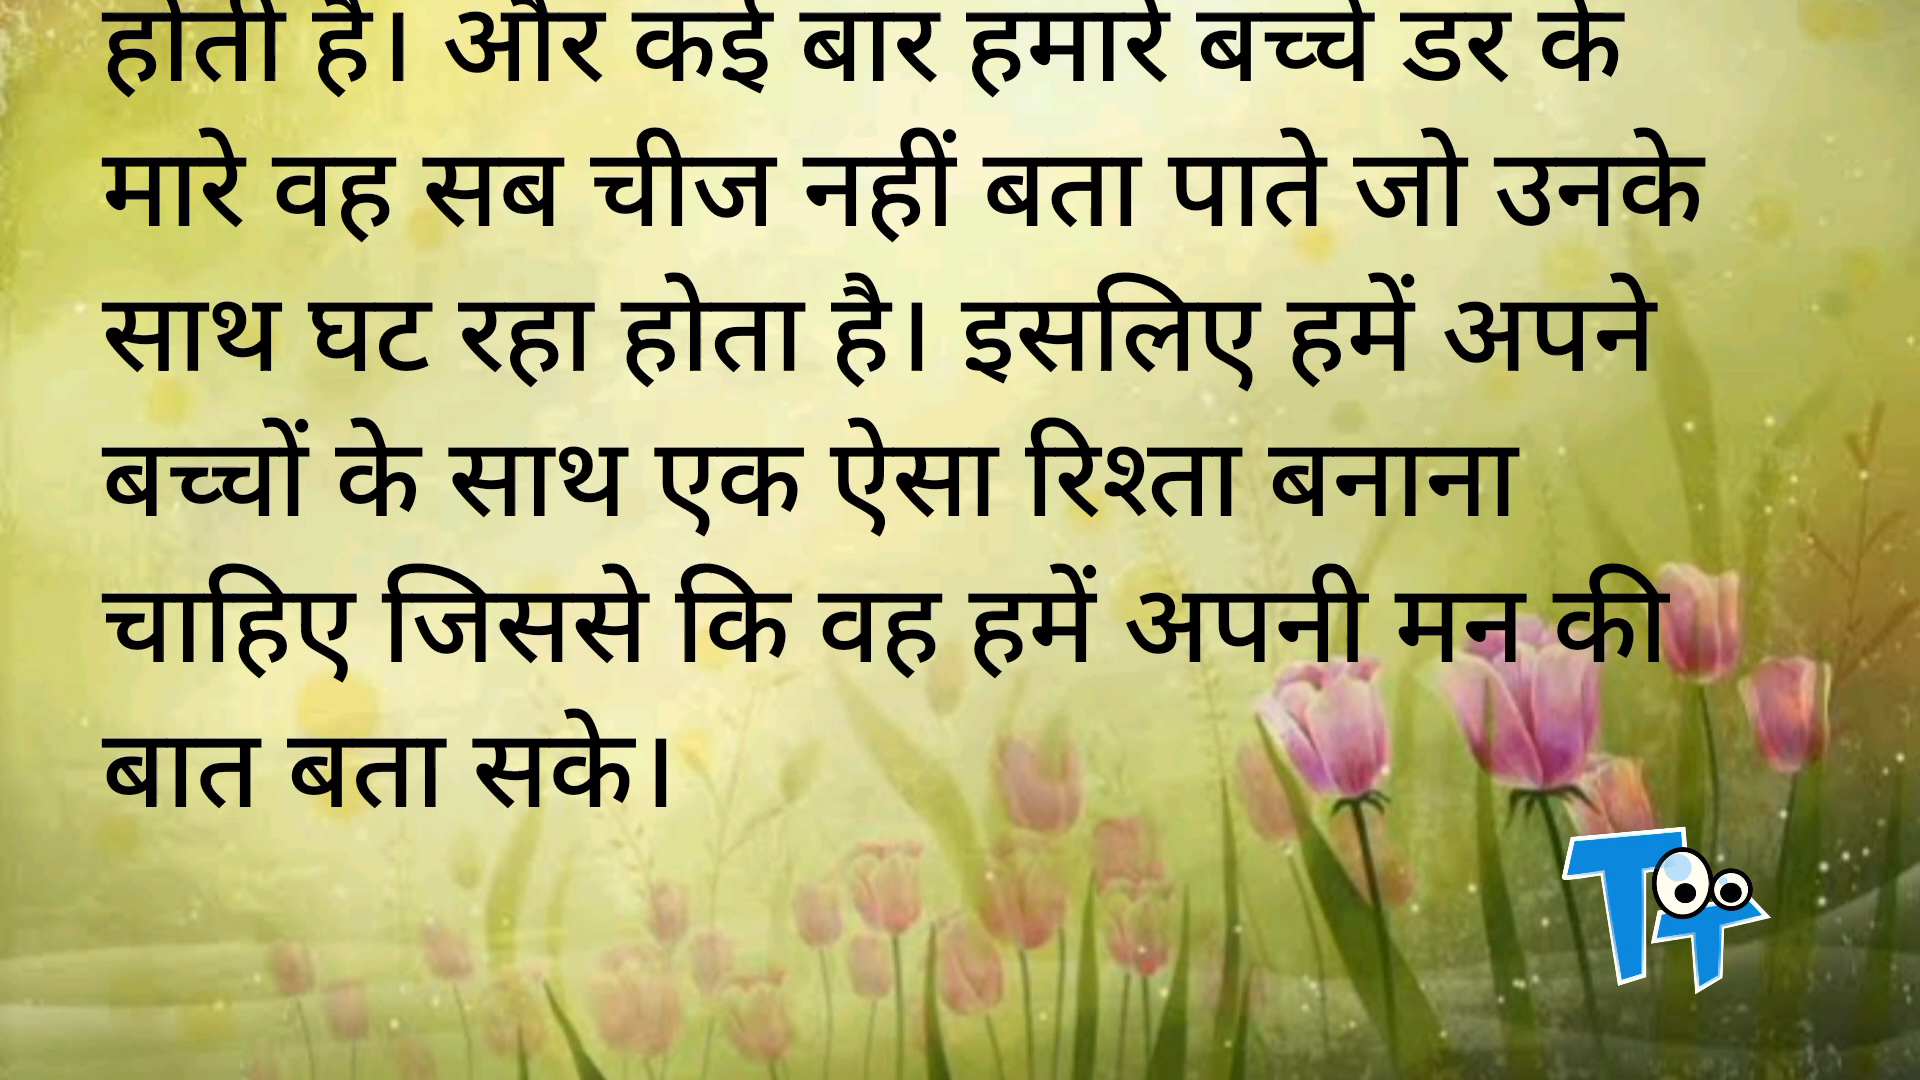 होती है। और कई बार हमारे बच्चे डर के
मारे वह सब चीज नहीं बता पाते जो उनके
साथ घट रहा होता है। इसलिए हमें अपने
बच्चों के साथ एक ऐसा रिश्ता बनाना
चाहिए जिससे कि वह हमें अपनी मन की
बात बता सके।
TT